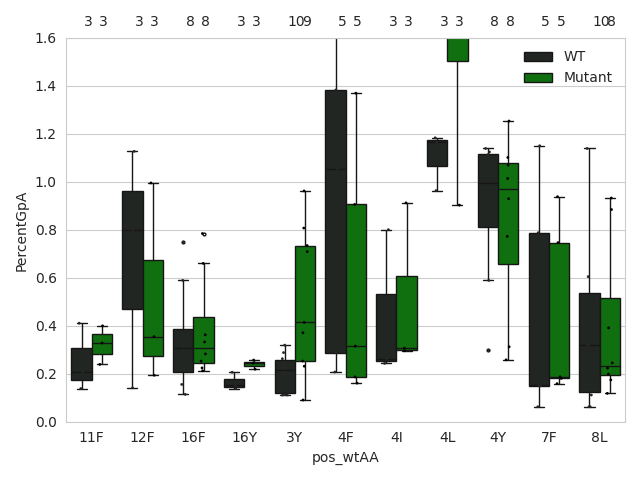 3 3 3 3 8 8 3 3 10 9 5 5 3 3 3 3 8 8 5 5 10 8
1.6
WT
Mutant
1.4
1.2
1.0
0.8
0.6
0.4
0.2
0.0
PercentGpA
11F 12F 16F 16Y 3Y 4F 4I 4L 4Y 7F 8L
pos_wtAA